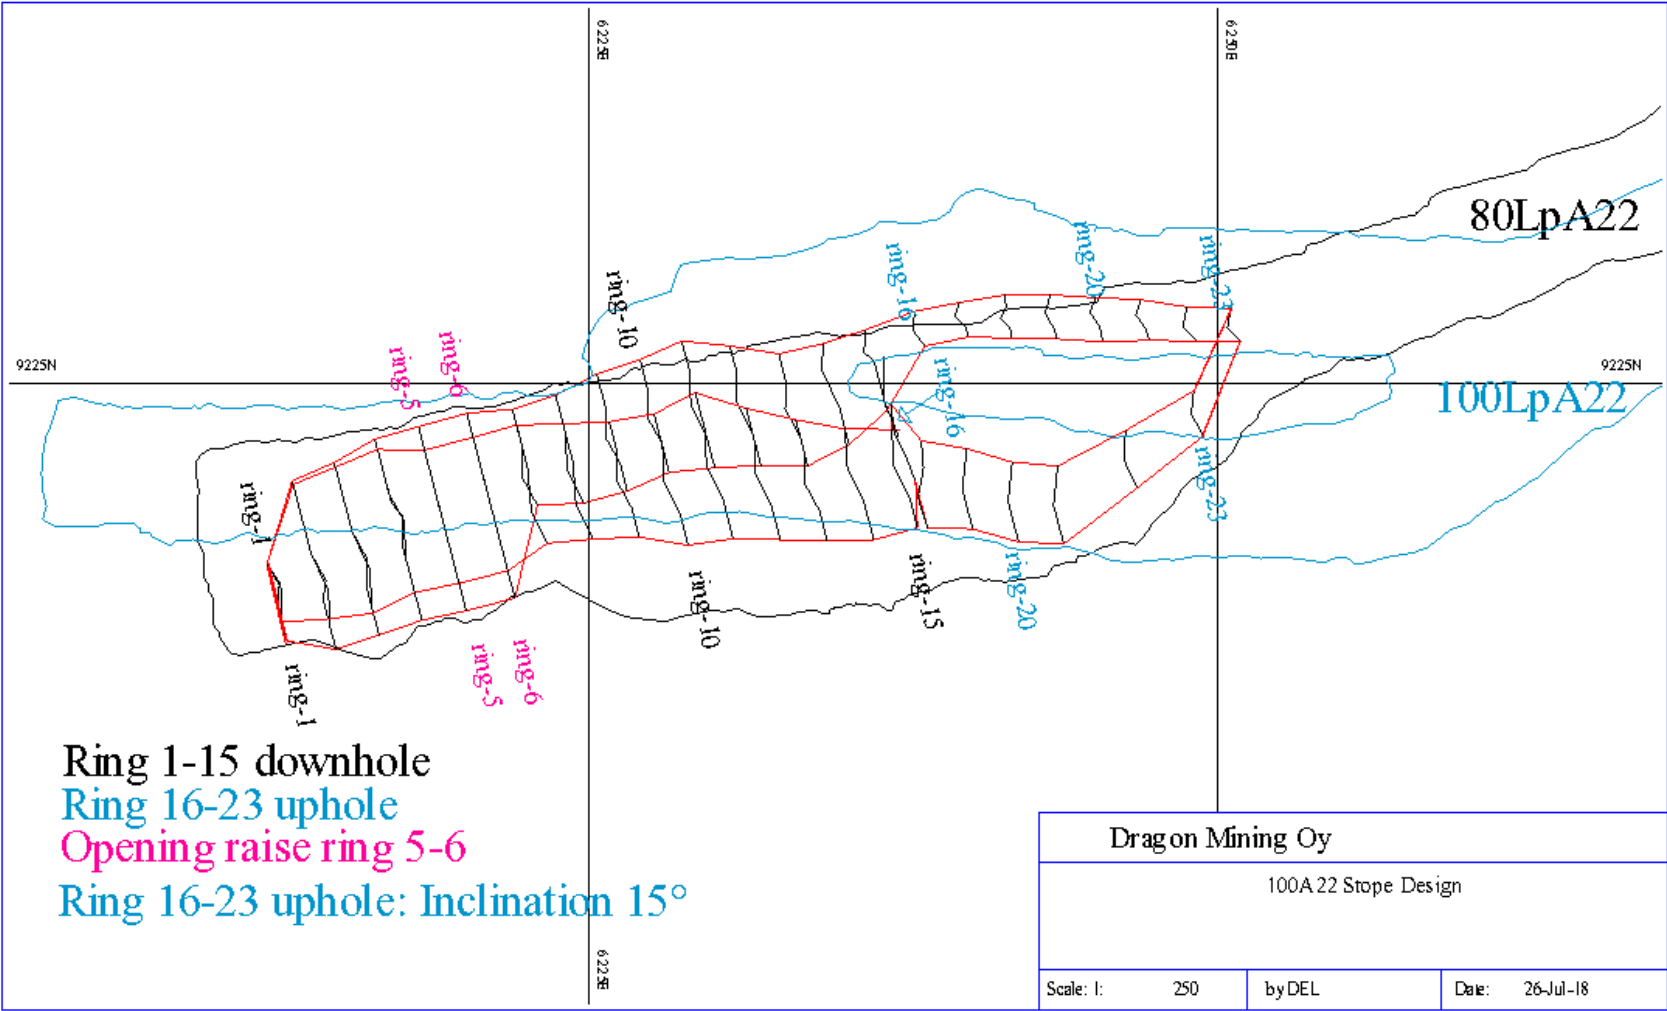 6225E
6250E
80LpA22
ring-20
ring-23
ring-16
ring-10
9225N
9225N
ring-6
ring-5
100LpA22
ring-16
ring-23
ring-1
ring-15
ring-20
ring-10
ring-6
ring-5
ring-1
Ring 1-15 downhole
Ring 16-23 uphole
Opening raise ring 5-6
Ring 16-23 uphole: Inclination 15°
6225E
Dragon Mining Oy
100A22 Stope Design
Scale: 1: 250 by DEL Date: 26-Jul-18